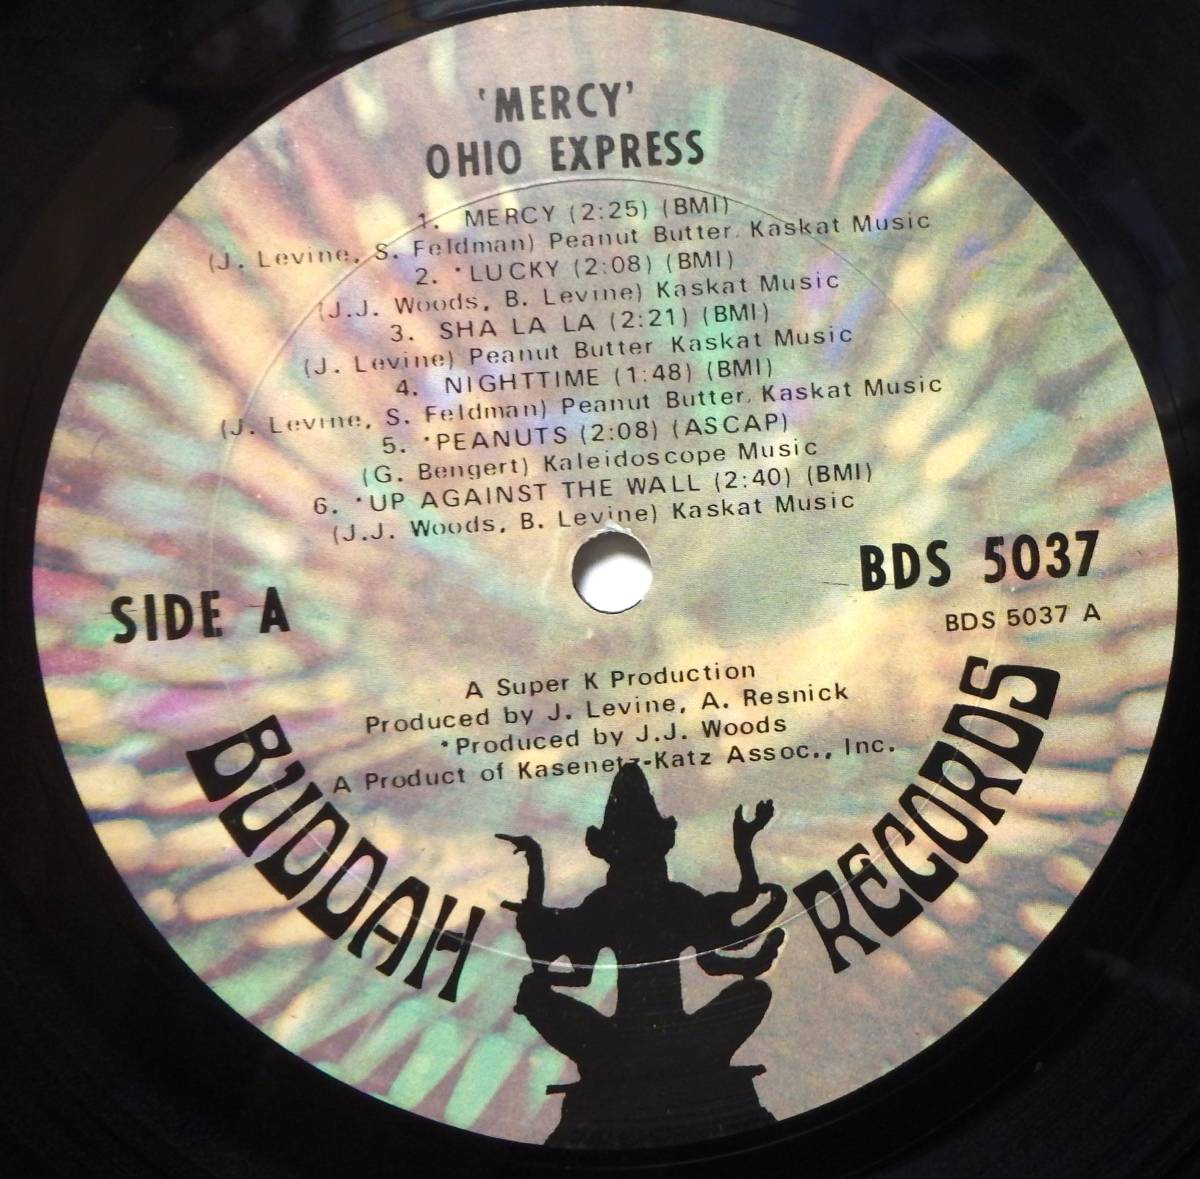 'MERCY'
OHIO EXPRESS
1. MERCY (2:25) (BMI)
(J. Levine, S. Feldman) Peanut Butter, Kaskat Music
2. *LUCKY (2:08) (BMI)
(J.J. Woods, B. Levine) Kaskat Music
3. SHA LA LA (2:21) (BMI)
(J. Levine) Peanut Butter Kaskat Music
4. NIGHTTIME (1:48) (BMI)
(J. Levine, S. Feldman) Peanut Butter, Kaskat Music
5. *PEANUTS (2:08) (ASCAP)
(G. Bengert) Kaleidoscope Music
6. *UP AGAINST THE WALL (2:40) (BMI)
(J.J. Woods, B. Levine) Kaskat Music
SIDE A
BDS 5037
BDS 5037 A
A Super K Production
Produced by J. Levine, A. Resnick
*Produced by J.J. Woods
A Product of Kasenetz-Katz Assoc., Inc.
BUDDAH RECORDS